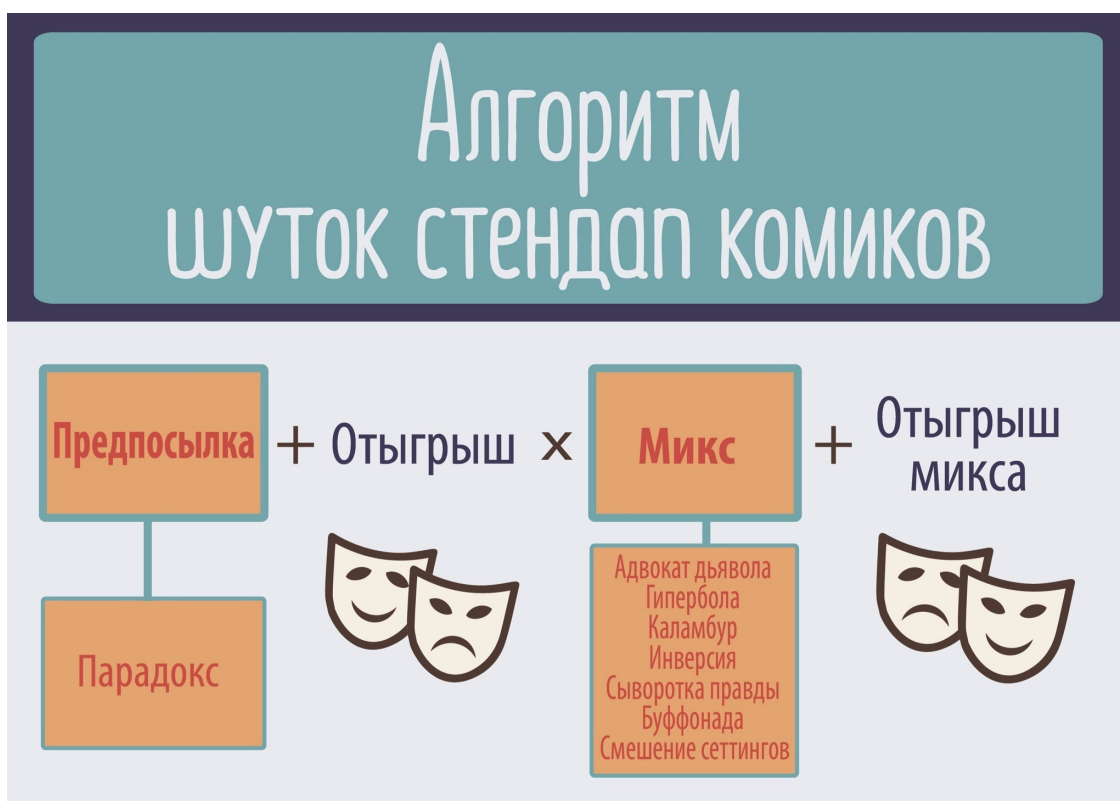 Алгоритм
шуток стендап комиков
Предпосылка + Отыгрыш x Микс + Отыгрыш микса
Парадокс
Адвокат дьявола
Гипербола
Каламбур
Инверсия
Сыворотка правды
Буффонада
Смешение сеттингов